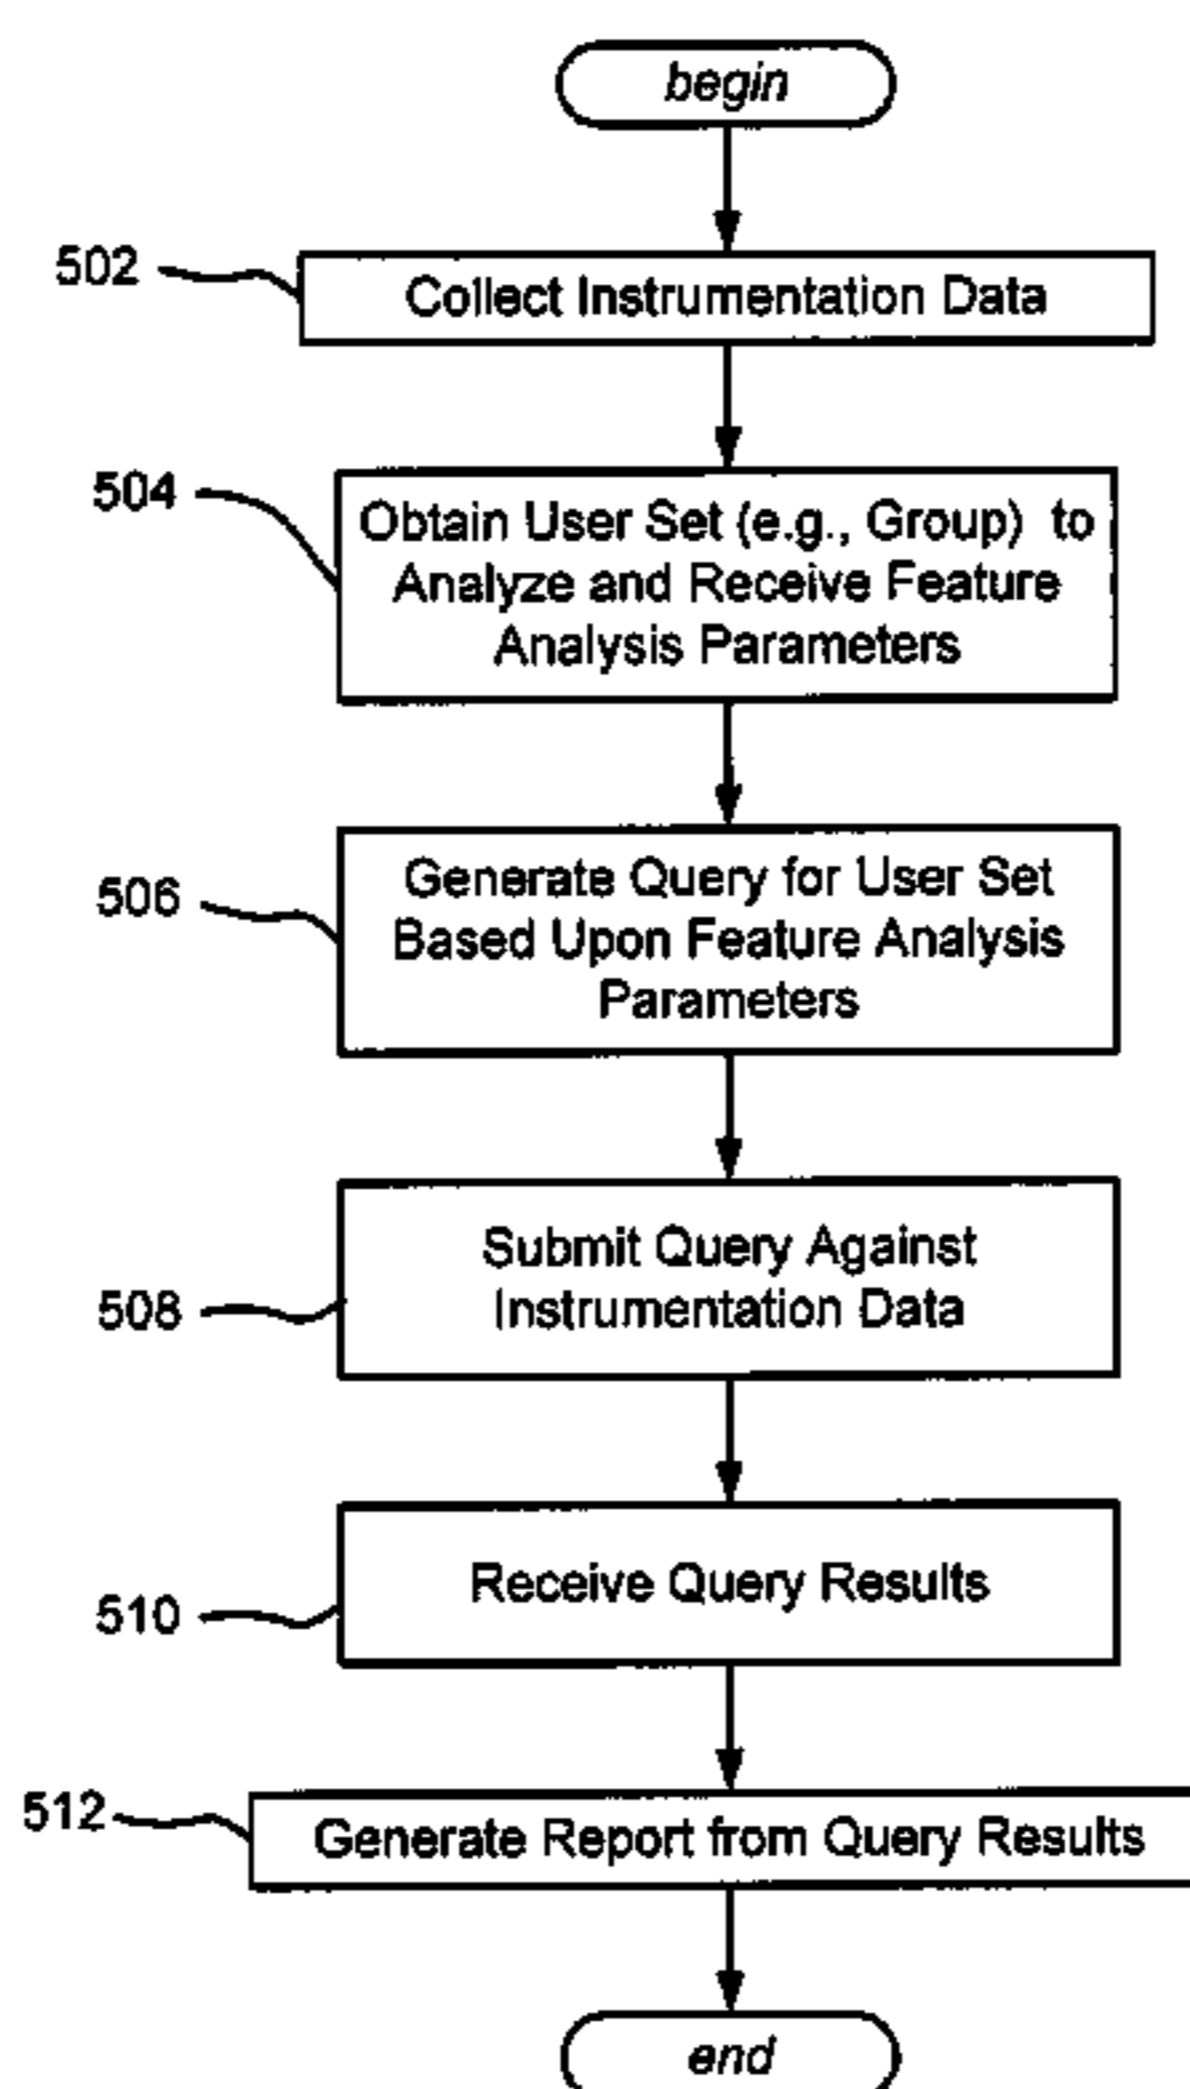 begin
502
Collect Instrumentation Data
504
Obtain User Set (e.g., Group) to
Analyze and Receive Feature
Analysis Parameters
506
Generate Query for User Set
Based Upon Feature Analysis
Parameters
508
Submit Query Against
Instrumentation Data
510
Receive Query Results
512
Generate Report from Query Results
end